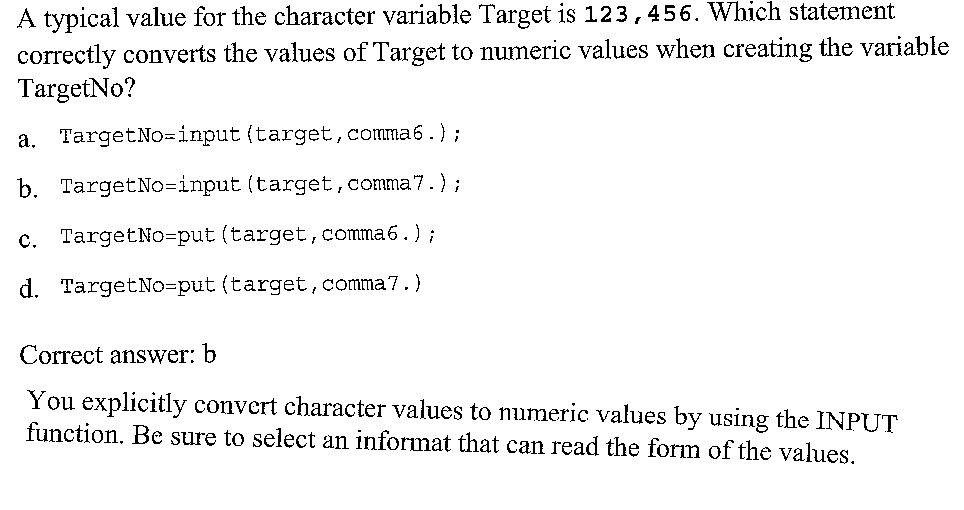 A typical value for the character variable Target is 123,456. Which statement
correctly converts the values of Target to numeric values when creating the variable
TargetNo?
a. TargetNo=input(target,comma6.);
b. TargetNo=input(target,comma7.);
c. TargetNo=put(target,comma6.);
d. TargetNo=put(target,comma7.)
Correct answer: b
You explicitly convert character values to numeric values by using the INPUT
function. Be sure to select an informat that can read the form of the values.